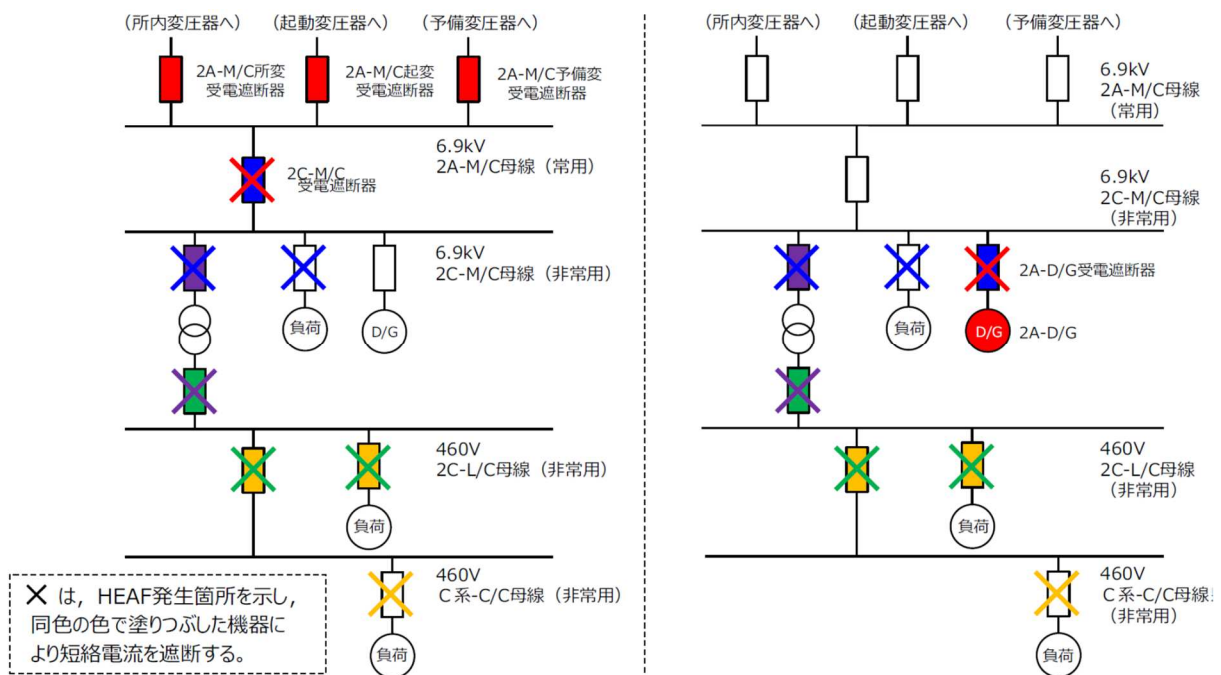 (所内変圧器へ)
(起動変圧器へ)
(予備変圧器へ)
2A-M/C所変
受電遮断器
2A-M/C起変
受電遮断器
2A-M/C予備変
受電遮断器
6.9kV
2A-M/C母線（常用）
2C-M/C
受電遮断器
6.9kV
2C-M/C母線（非常用）
負荷
D/G
460V
2C-L/C母線（非常用）
負荷
460V
C系-C/C母線（非常用）
負荷
× は，HEAF発生箇所を示し，
同色の色で塗りつぶした機器に
より短絡電流を遮断する。
(所内変圧器へ)
(起動変圧器へ)
(予備変圧器へ)
6.9kV
2A-M/C母線
（常用）
6.9kV
2C-M/C母線
（非常用）
2A-D/G受電遮断器
負荷
D/G
2A-D/G
460V
2C-L/C母線
（非常用）
負荷
460V
C系-C/C母線
（非常用）
負荷